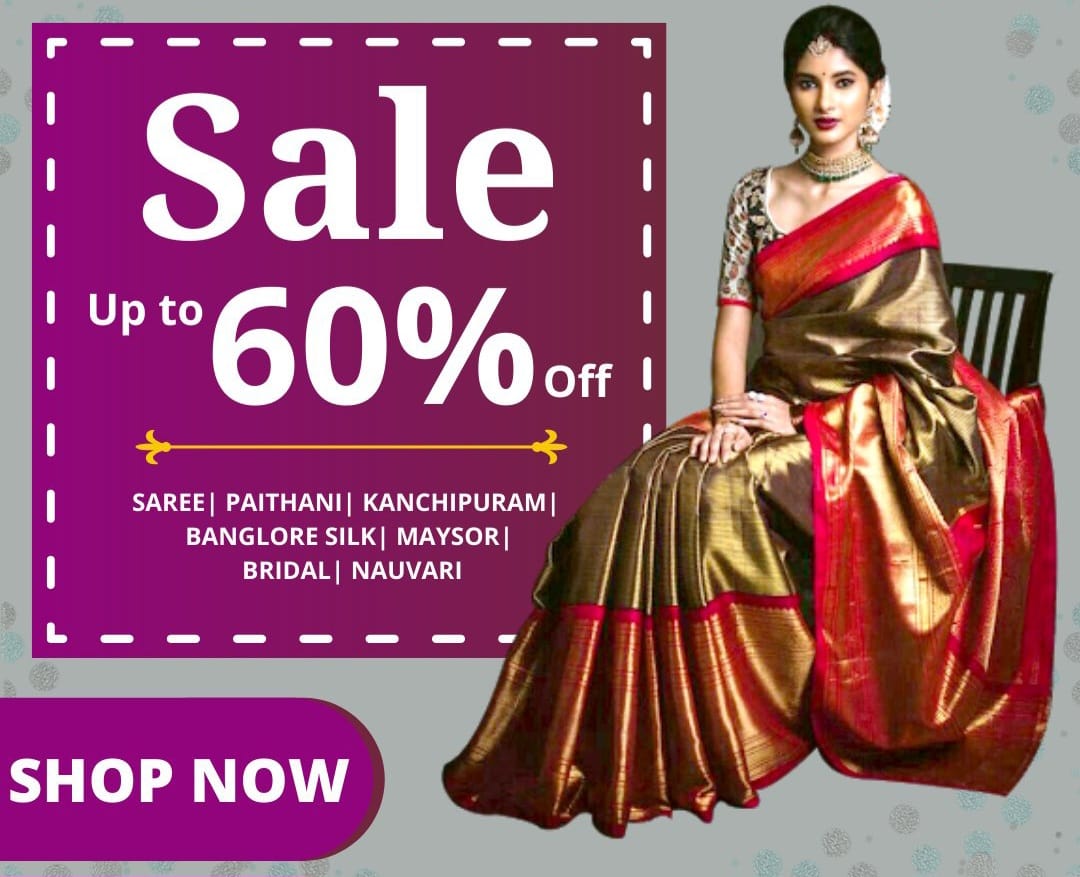 Sale
Up to 60% Off
SAREE| PAITHANI| KANCHIPURAM|
BANGLORE SILK| MAYSOR|
BRIDAL| NAUVARI
SHOP NOW